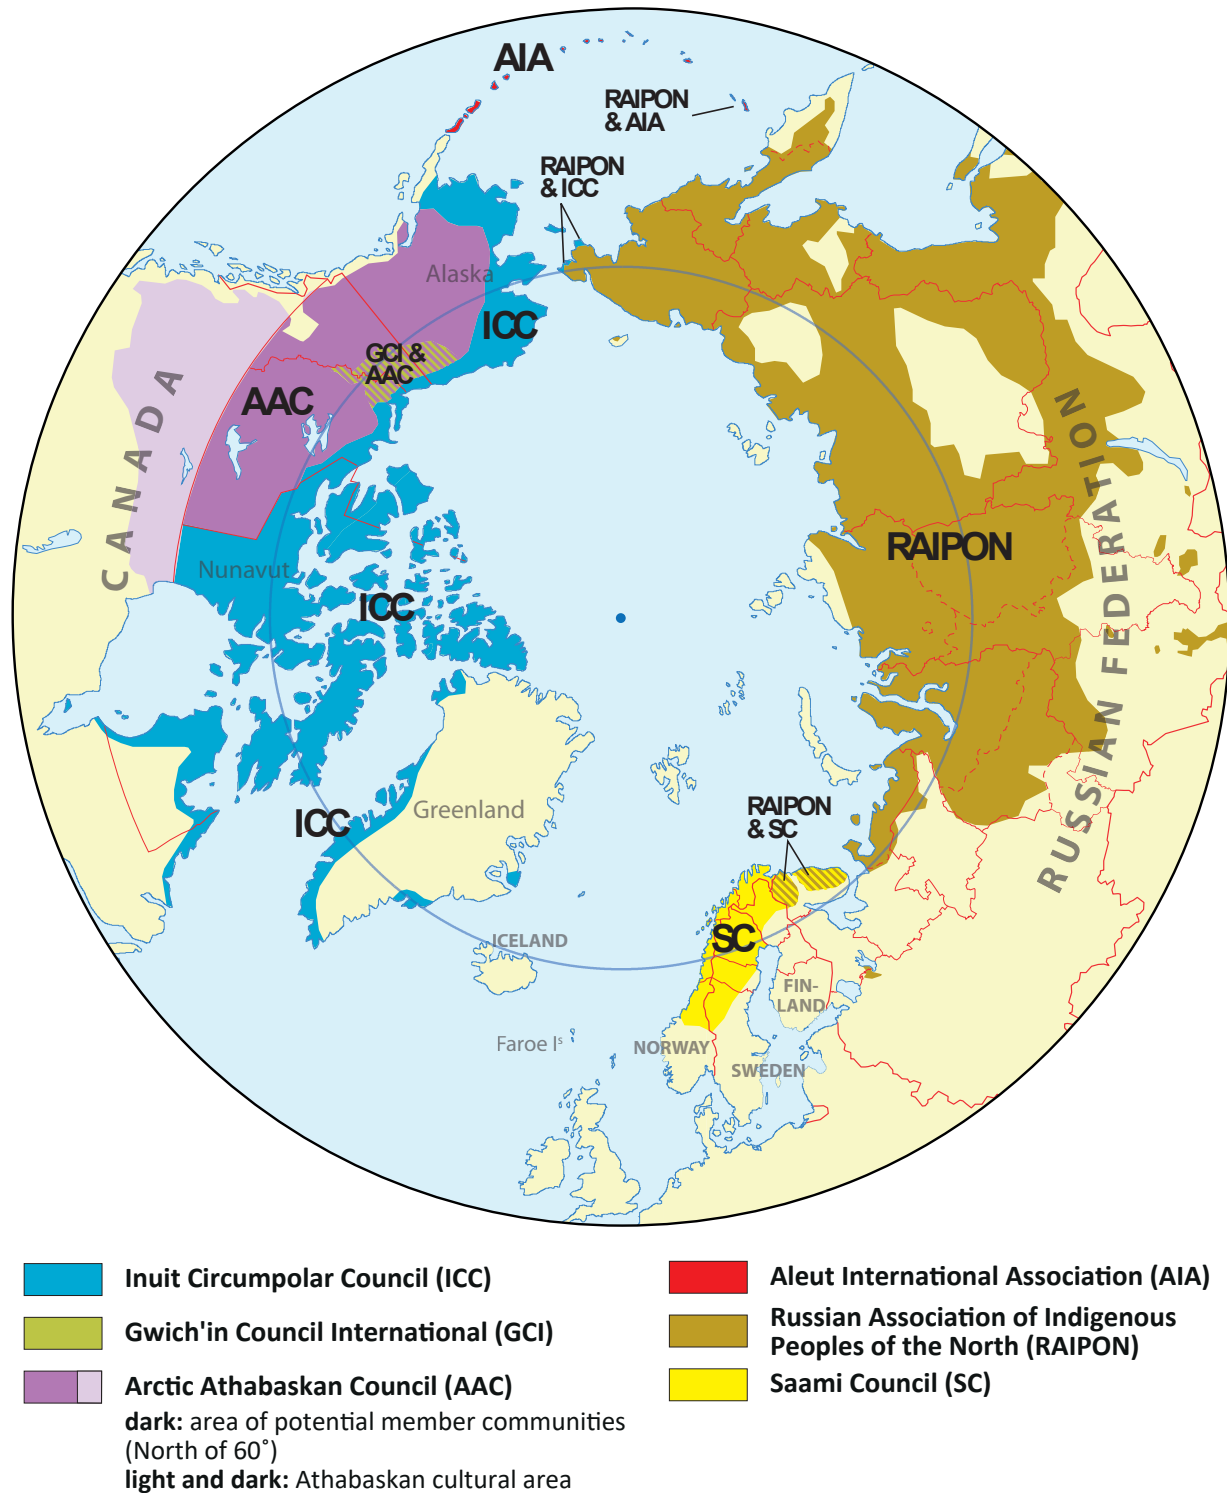 AIA
RAIPON
& AIA
RAIPON
& ICC
Alaska
ICC
GCI &
AAC
AAC
CANADA
Nunavut
ICC
RAIPON
RUSSIAN FEDERATION
ICC
Greenland
RAIPON
& SC
SC
ICELAND
FIN-
LAND
Faroe Iˢ
NORWAY
SWEDEN
Inuit Circumpolar Council (ICC)
Gwich'in Council International (GCI)
Arctic Athabaskan Council (AAC)
dark: area of potential member communities
(North of 60˚)
light and dark: Athabaskan cultural area
Aleut International Association (AIA)
Russian Association of Indigenous
Peoples of the North (RAIPON)
Saami Council (SC)